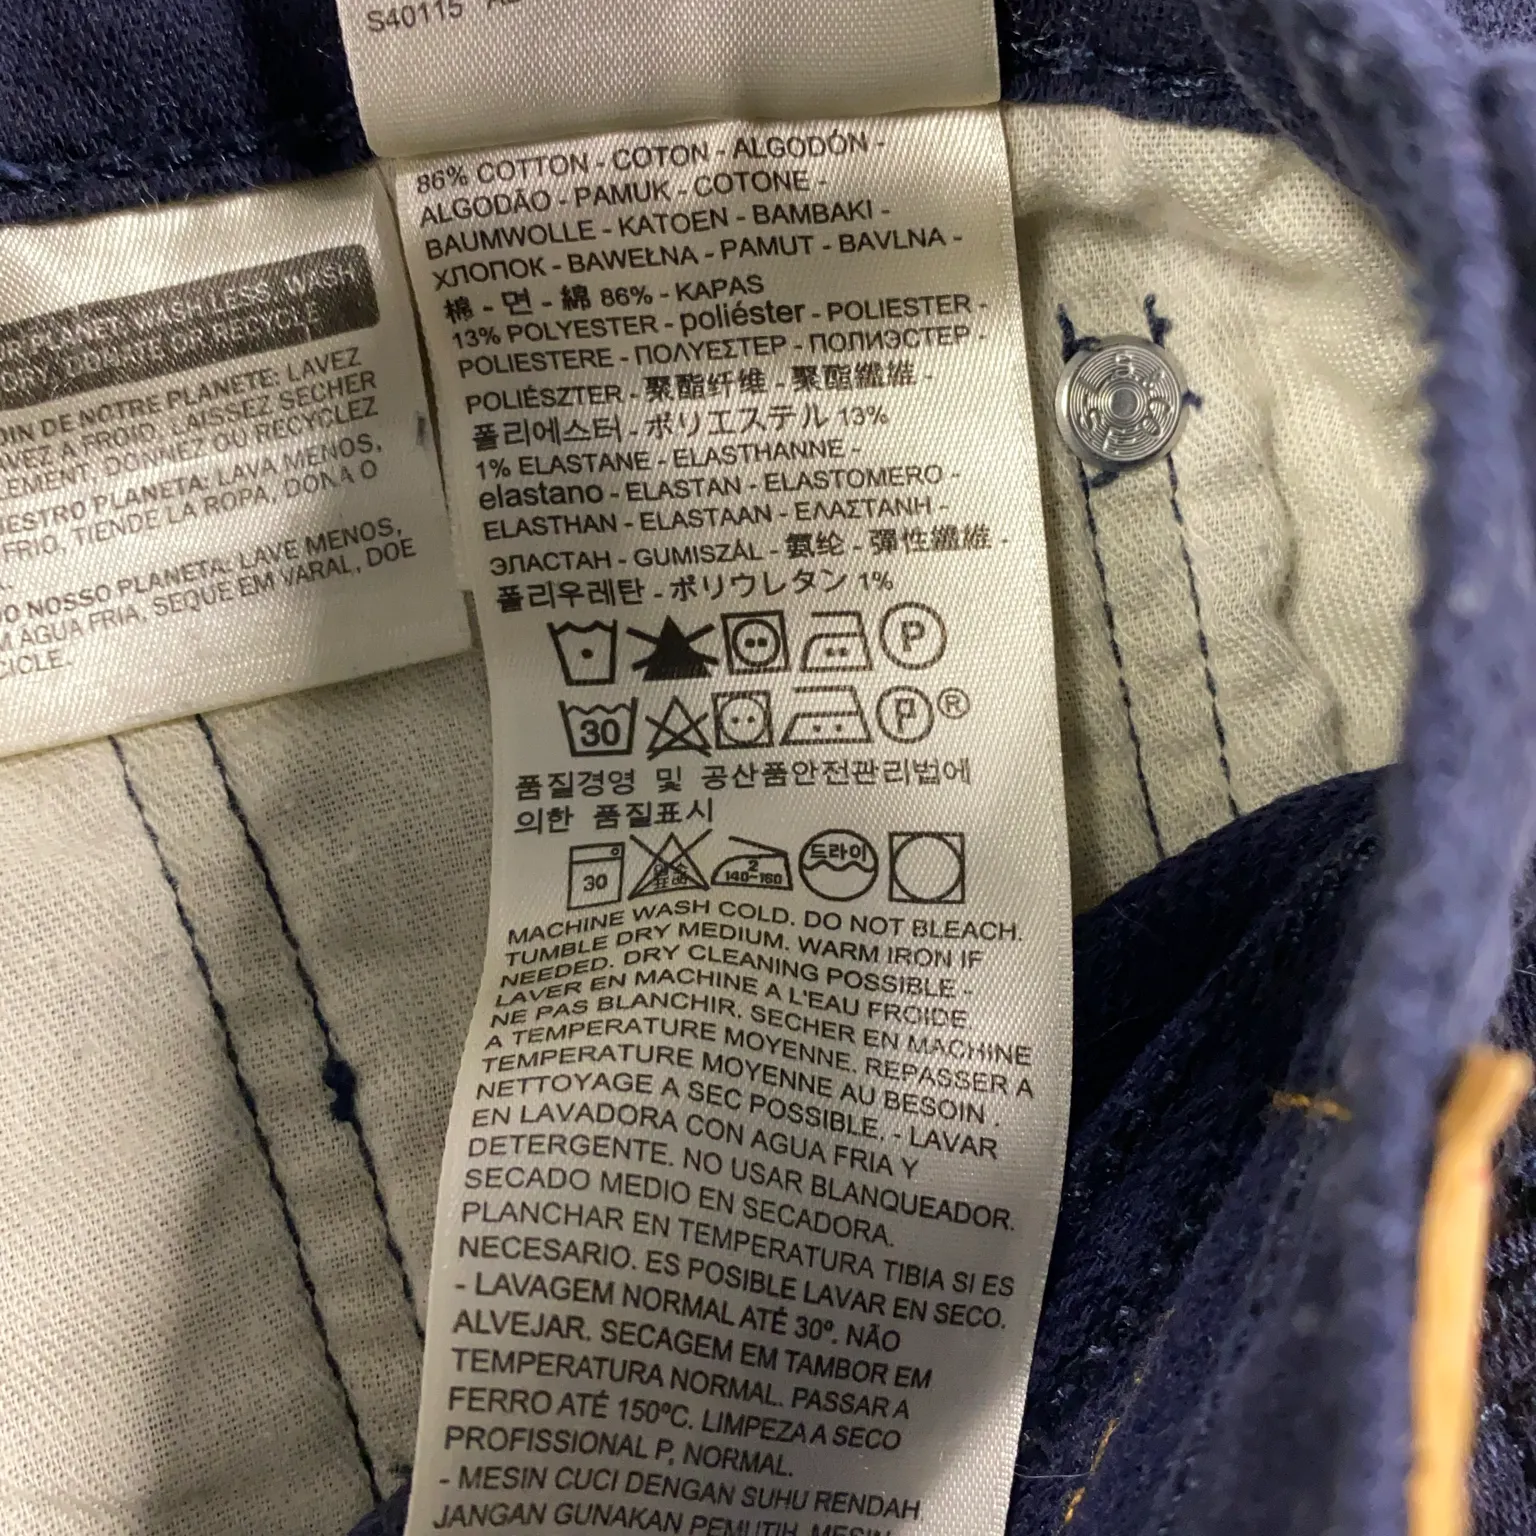 S40115
86% COTTON - COTON - ALGODÓN -
ALGODÃO - PAMUK - COTONE -
BAUMWOLLE - KATOEN - BAMBAKI -
ХЛОПОК - BAWEŁNA - PAMUT - BAVLNA -
棉 - 면 - 綿 86% - KAPAS
13% POLYESTER - poliéster - POLIESTER -
POLIESTERE - ΠΟΛΥΕΣΤΕΡ - ПОЛИЭСТЕР -
POLIÉSZTER - 聚酯纤维 - 聚酯纖維 -
폴리에스터 - ポリエステル 13%
1% ELASTANE - ELASTHANNE -
elastano - ELASTAN - ELASTOMERO -
ELASTHAN - ELASTAAN - ΕΛΑΣΤΑΝΗ -
ЭЛАСТАН - GUMISZÁL - 氨纶 - 彈性纖維 -
폴리우레탄 - ポリウレタン 1%
P
30 P ®
품질경영 및 공산품안전관리법에
의한 품질표시
30 2 140~160 드라이
MACHINE WASH COLD. DO NOT BLEACH.
TUMBLE DRY MEDIUM. WARM IRON IF
NEEDED. DRY CLEANING POSSIBLE -
LAVER EN MACHINE A L'EAU FROIDE
NE PAS BLANCHIR. SECHER EN MACHINE
A TEMPERATURE MOYENNE. REPASSER A
TEMPERATURE MOYENNE AU BESOIN .
NETTOYAGE A SEC POSSIBLE. - LAVAR
EN LAVADORA CON AGUA FRIA Y
DETERGENTE. NO USAR BLANQUEADOR.
SECADO MEDIO EN SECADORA.
PLANCHAR EN TEMPERATURA TIBIA SI ES
NECESARIO. ES POSIBLE LAVAR EN SECO.
- LAVAGEM NORMAL ATÉ 30º. NÃO
ALVEJAR. SECAGEM EM TAMBOR EM
TEMPERATURA NORMAL. PASSAR A
FERRO ATÉ 150ºC. LIMPEZA A SECO
PROFISSIONAL P, NORMAL.
- MESIN CUCI DENGAN SUHU RENDAH
JANGAN GUNAKAN PEMUTIH. MESIN
PLANET: WASH LESS, WASH
DRY, DONATE OR RECYCLE
DE NOTRE PLANETE: LAVEZ
À FROID, LAISSEZ SECHER
DONNEZ OU RECYCLEZ
PLANETA: LAVA MENOS,
FRIO, TIENDE LA ROPA, DONA O
NOSSO PLANETA: LAVE MENOS,
AGUA FRIA, SEQUE EM VARAL, DOE